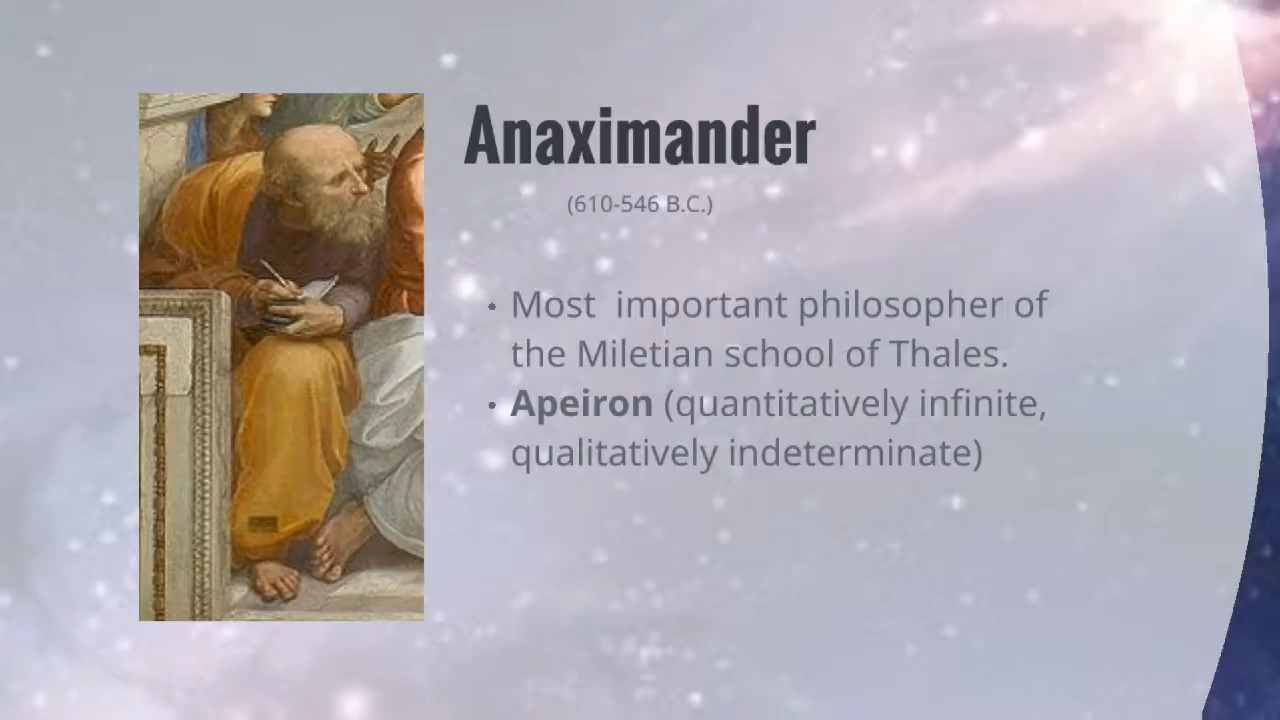 Anaximander
(610-546 B.C.)
• Most  important philosopher of
the Miletian school of Thales.
• Apeiron (quantitatively infinite,
qualitatively indeterminate)